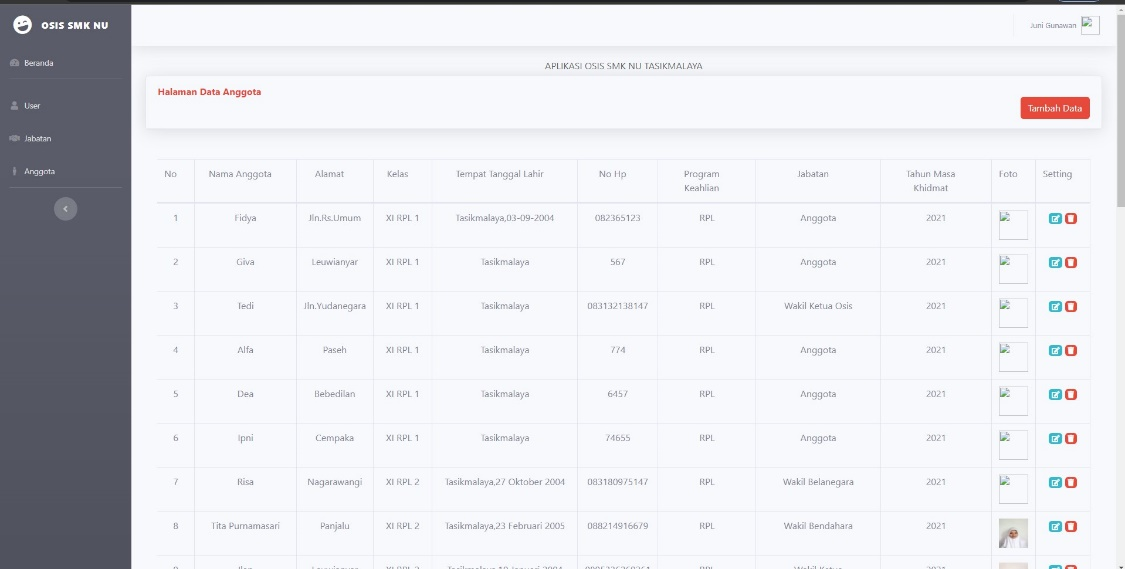 OSIS SMK NU
Juni Gunawan
Beranda
User
Jabatan
Anggota
APLIKASI OSIS SMK NU TASIKMALAYA
Halaman Data Anggota
Tambah Data
No Nama Anggota Alamat Kelas Tempat Tanggal Lahir No Hp Program Keahlian Jabatan Tahun Masa Khidmat Foto Setting
1 Fidya Jln.Rs.Umum XI RPL 1 Tasikmalaya,03-09-2004 082365123 RPL Anggota 2021
2 Giva Leuwianyar XI RPL 1 Tasikmalaya 567 RPL Anggota 2021
3 Tedi Jln.Yudanegara XI RPL 1 Tasikmalaya 083132138147 RPL Wakil Ketua Osis 2021
4 Alfa Paseh XI RPL 1 Tasikmalaya 774 RPL Anggota 2021
5 Dea Bebedilan XI RPL 1 Tasikmalaya 6457 RPL Anggota 2021
6 Ipni Cempaka XI RPL 1 Tasikmalaya 74655 RPL Anggota 2021
7 Risa Nagarawangi XI RPL 2 Tasikmalaya,27 Oktober 2004 083180975147 RPL Wakil Belanegara 2021
8 Tita Purnamasari Panjalu XI RPL 2 Tasikmalaya,23 Februari 2005 088214916679 RPL Wakil Bendahara 2021